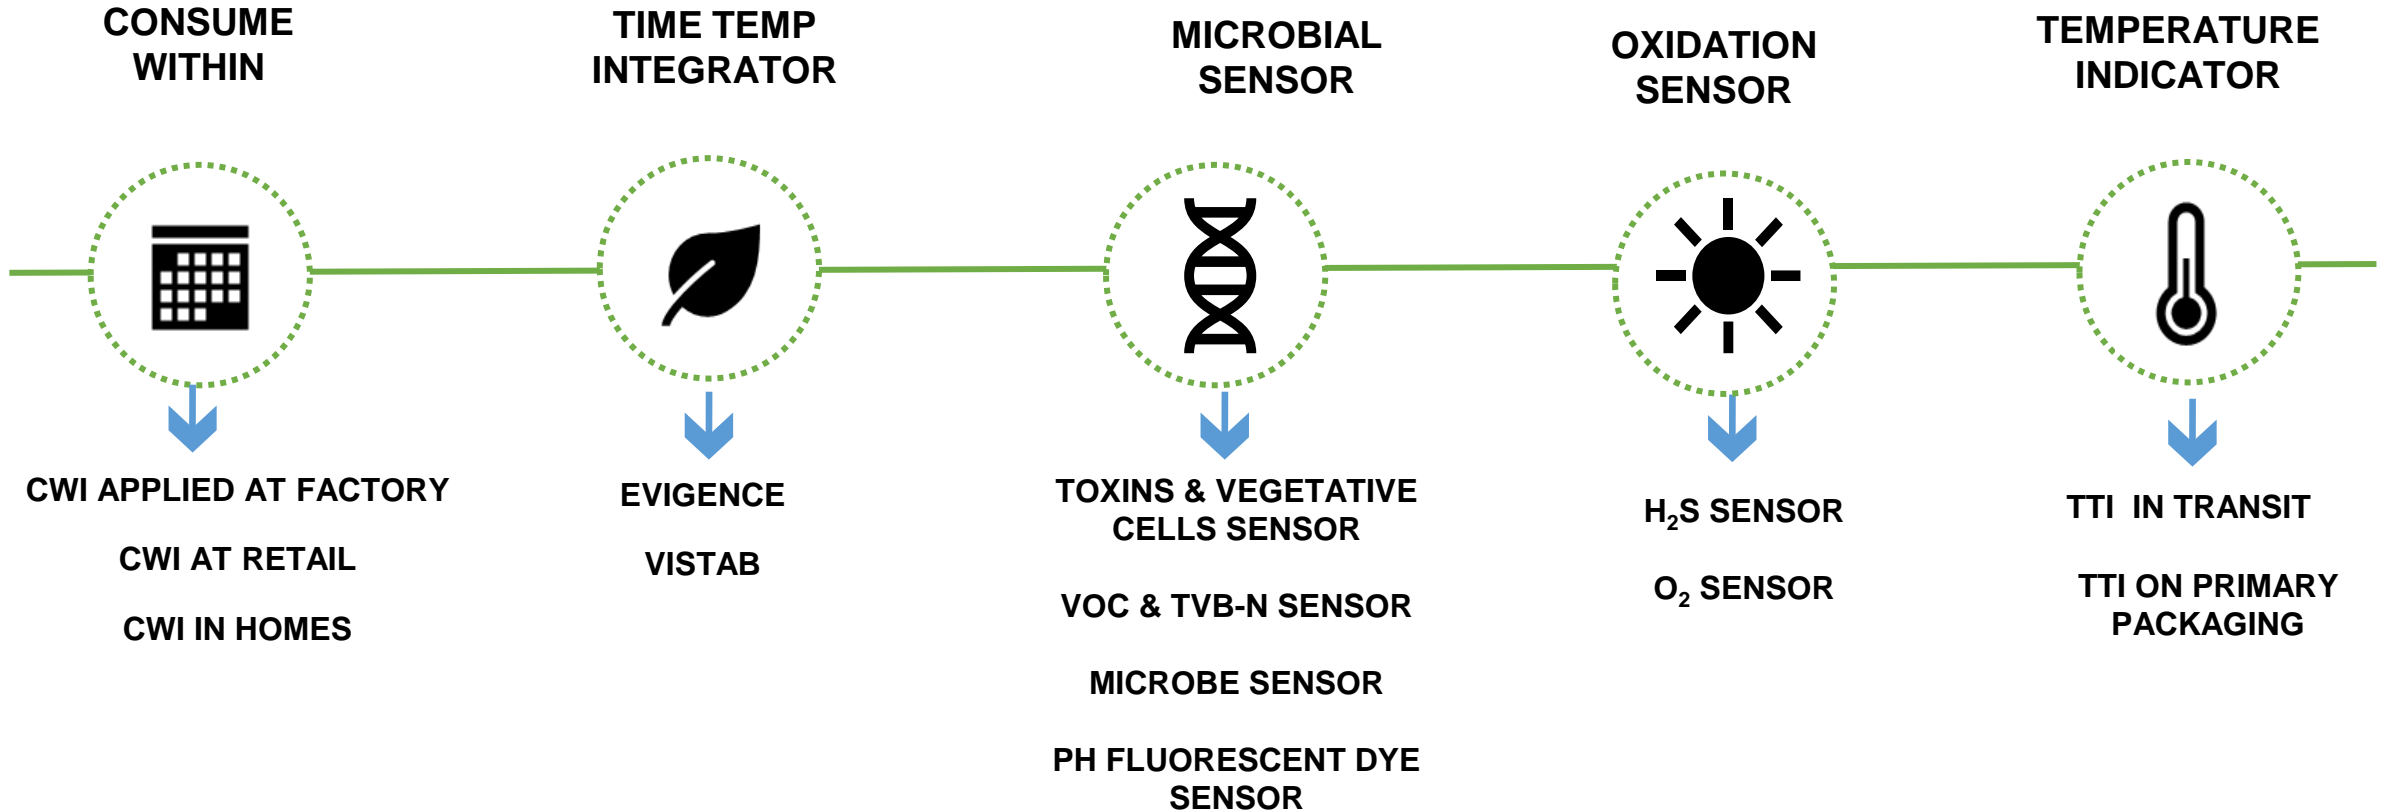 CONSUME
WITHIN
TIME TEMP
INTEGRATOR
MICROBIAL
SENSOR
OXIDATION
SENSOR
TEMPERATURE
INDICATOR
CWI APPLIED AT FACTORY
CWI AT RETAIL
CWI IN HOMES
EVIGENCE
VISTAB
TOXINS & VEGETATIVE
CELLS SENSOR
VOC & TVB-N SENSOR
MICROBE SENSOR
PH FLUORESCENT DYE
SENSOR
H₂S SENSOR
O₂ SENSOR
TTI IN TRANSIT
TTI ON PRIMARY
PACKAGING